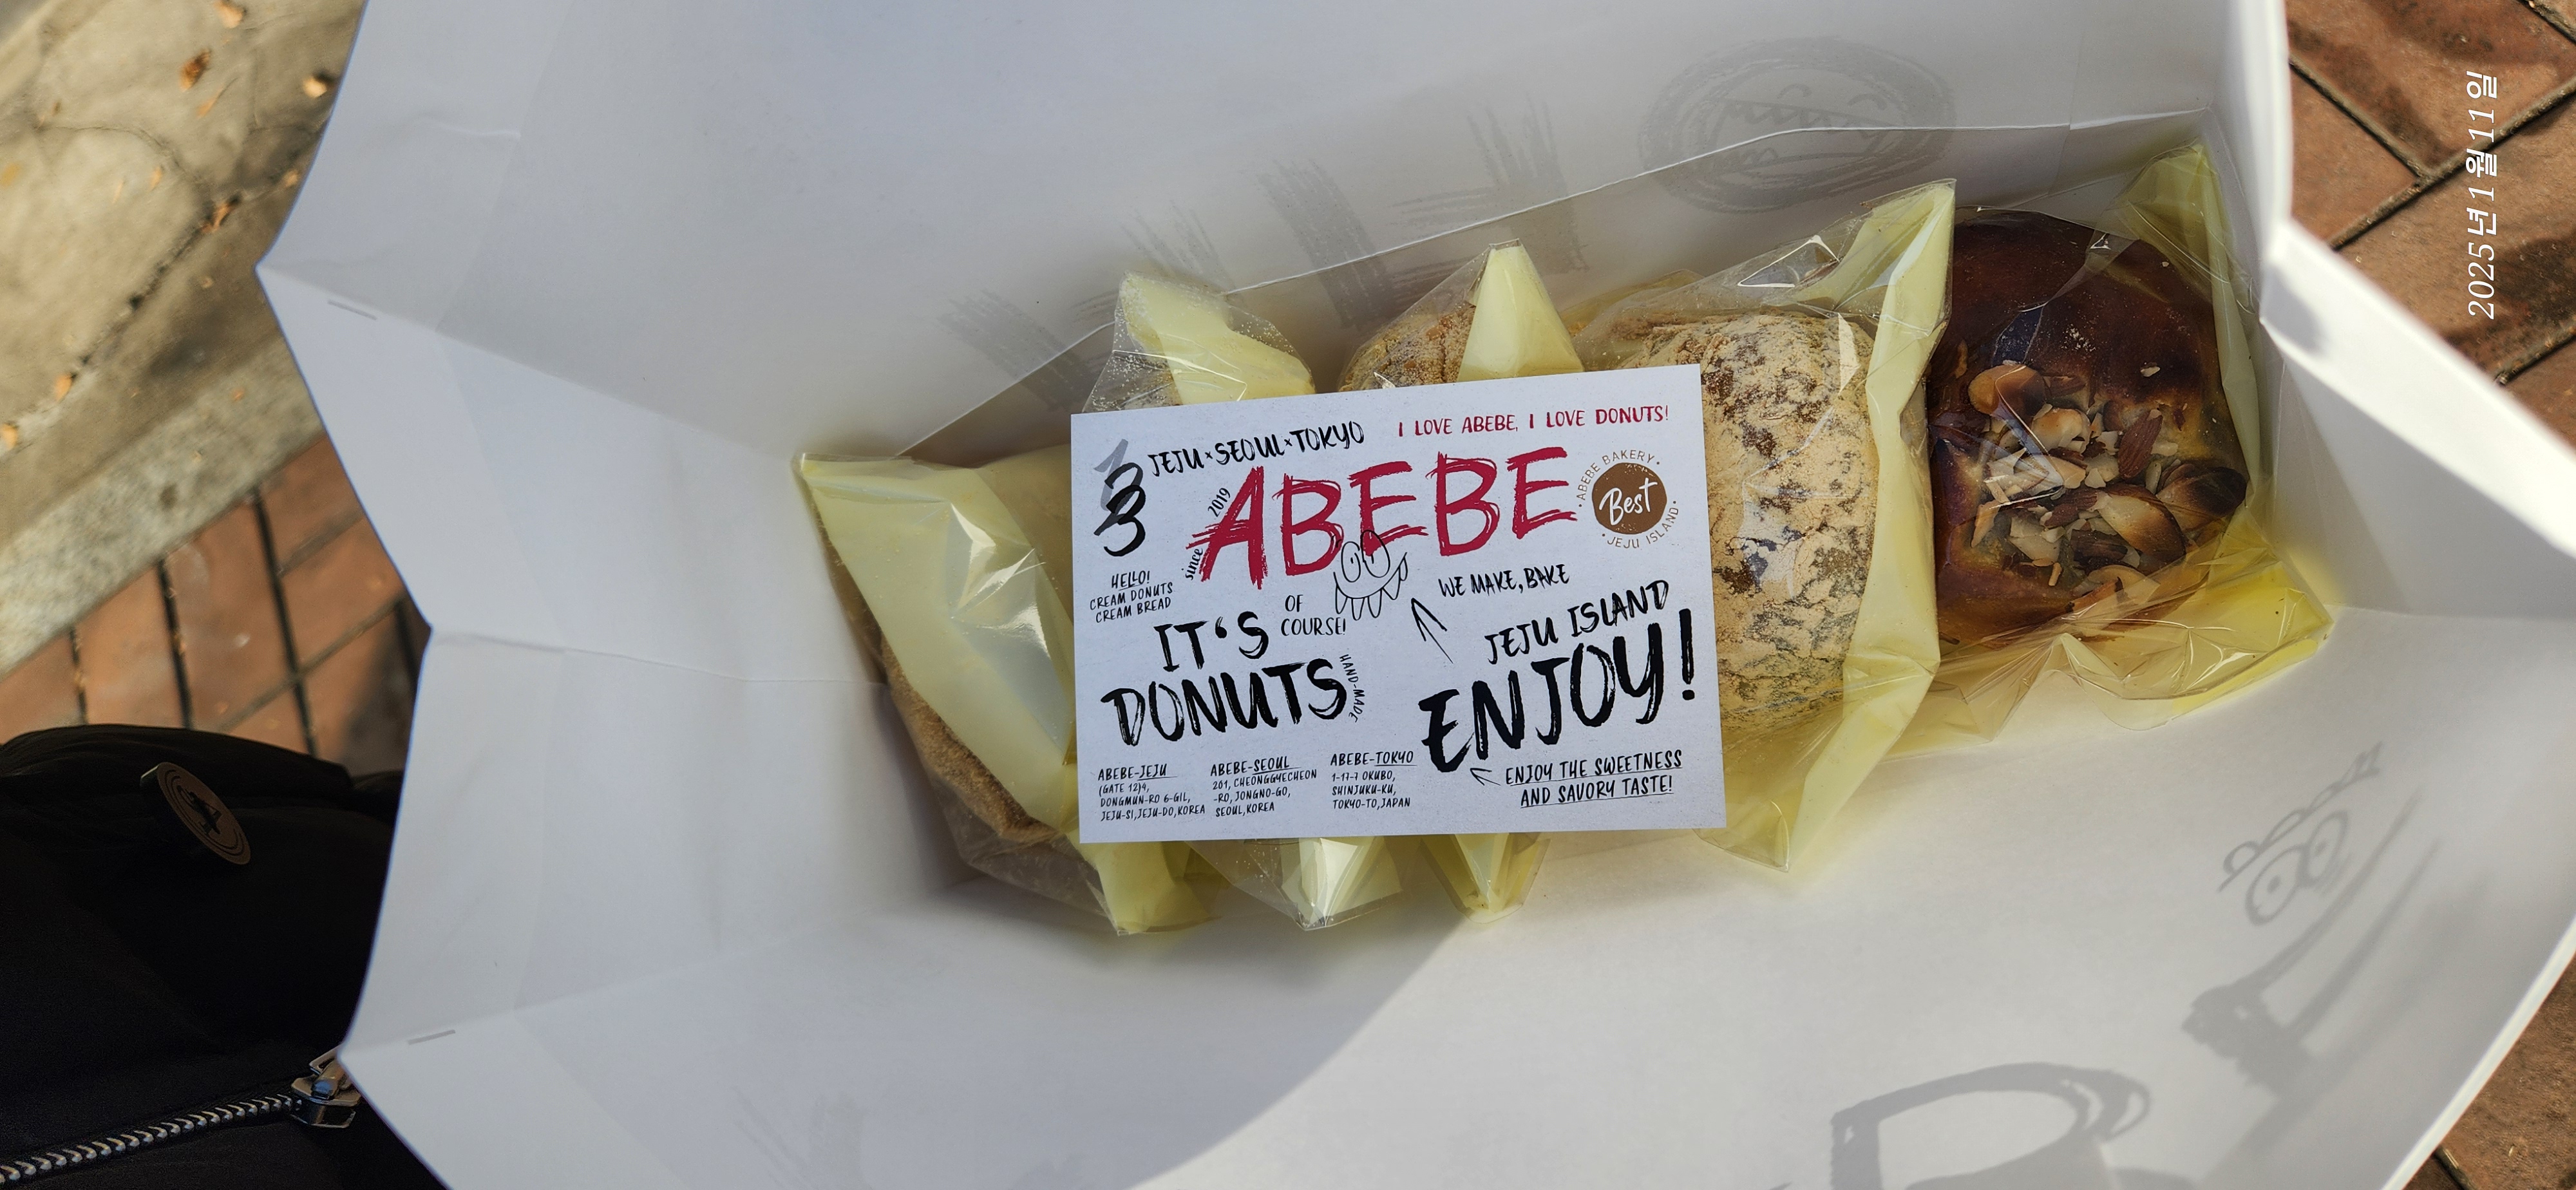 JEJU×SEOUL×TOKYO
I LOVE ABEBE, I LOVE DONUTS!
since 2019
ABEBE
·ABEBE BAKERY·
Best
·JEJU ISLAND·
HELLO!
CREAM DONUTS
CREAM BREAD
IT'S
OF
COURSE!
DONUTS
HAND-MADE
WE MAKE, BAKE
JEJU ISLAND
ENJOY!
ENJOY THE SWEETNESS
AND SAVORY TASTE!
ABEBE-JEJU
(GATE 12)4,
DONGMUN-RO 6-GIL,
JEJU-SI,JEJU-DO,KOREA
ABEBE-SEOUL
201, CHEONGGYECHEON
-RO, JONGNO-GU,
SEOUL,KOREA
ABEBE-TOKYO
1-17-7 OKUBO,
SHINJUKU-KU,
TOKYO-TO,JAPAN
2025년 1월 11일